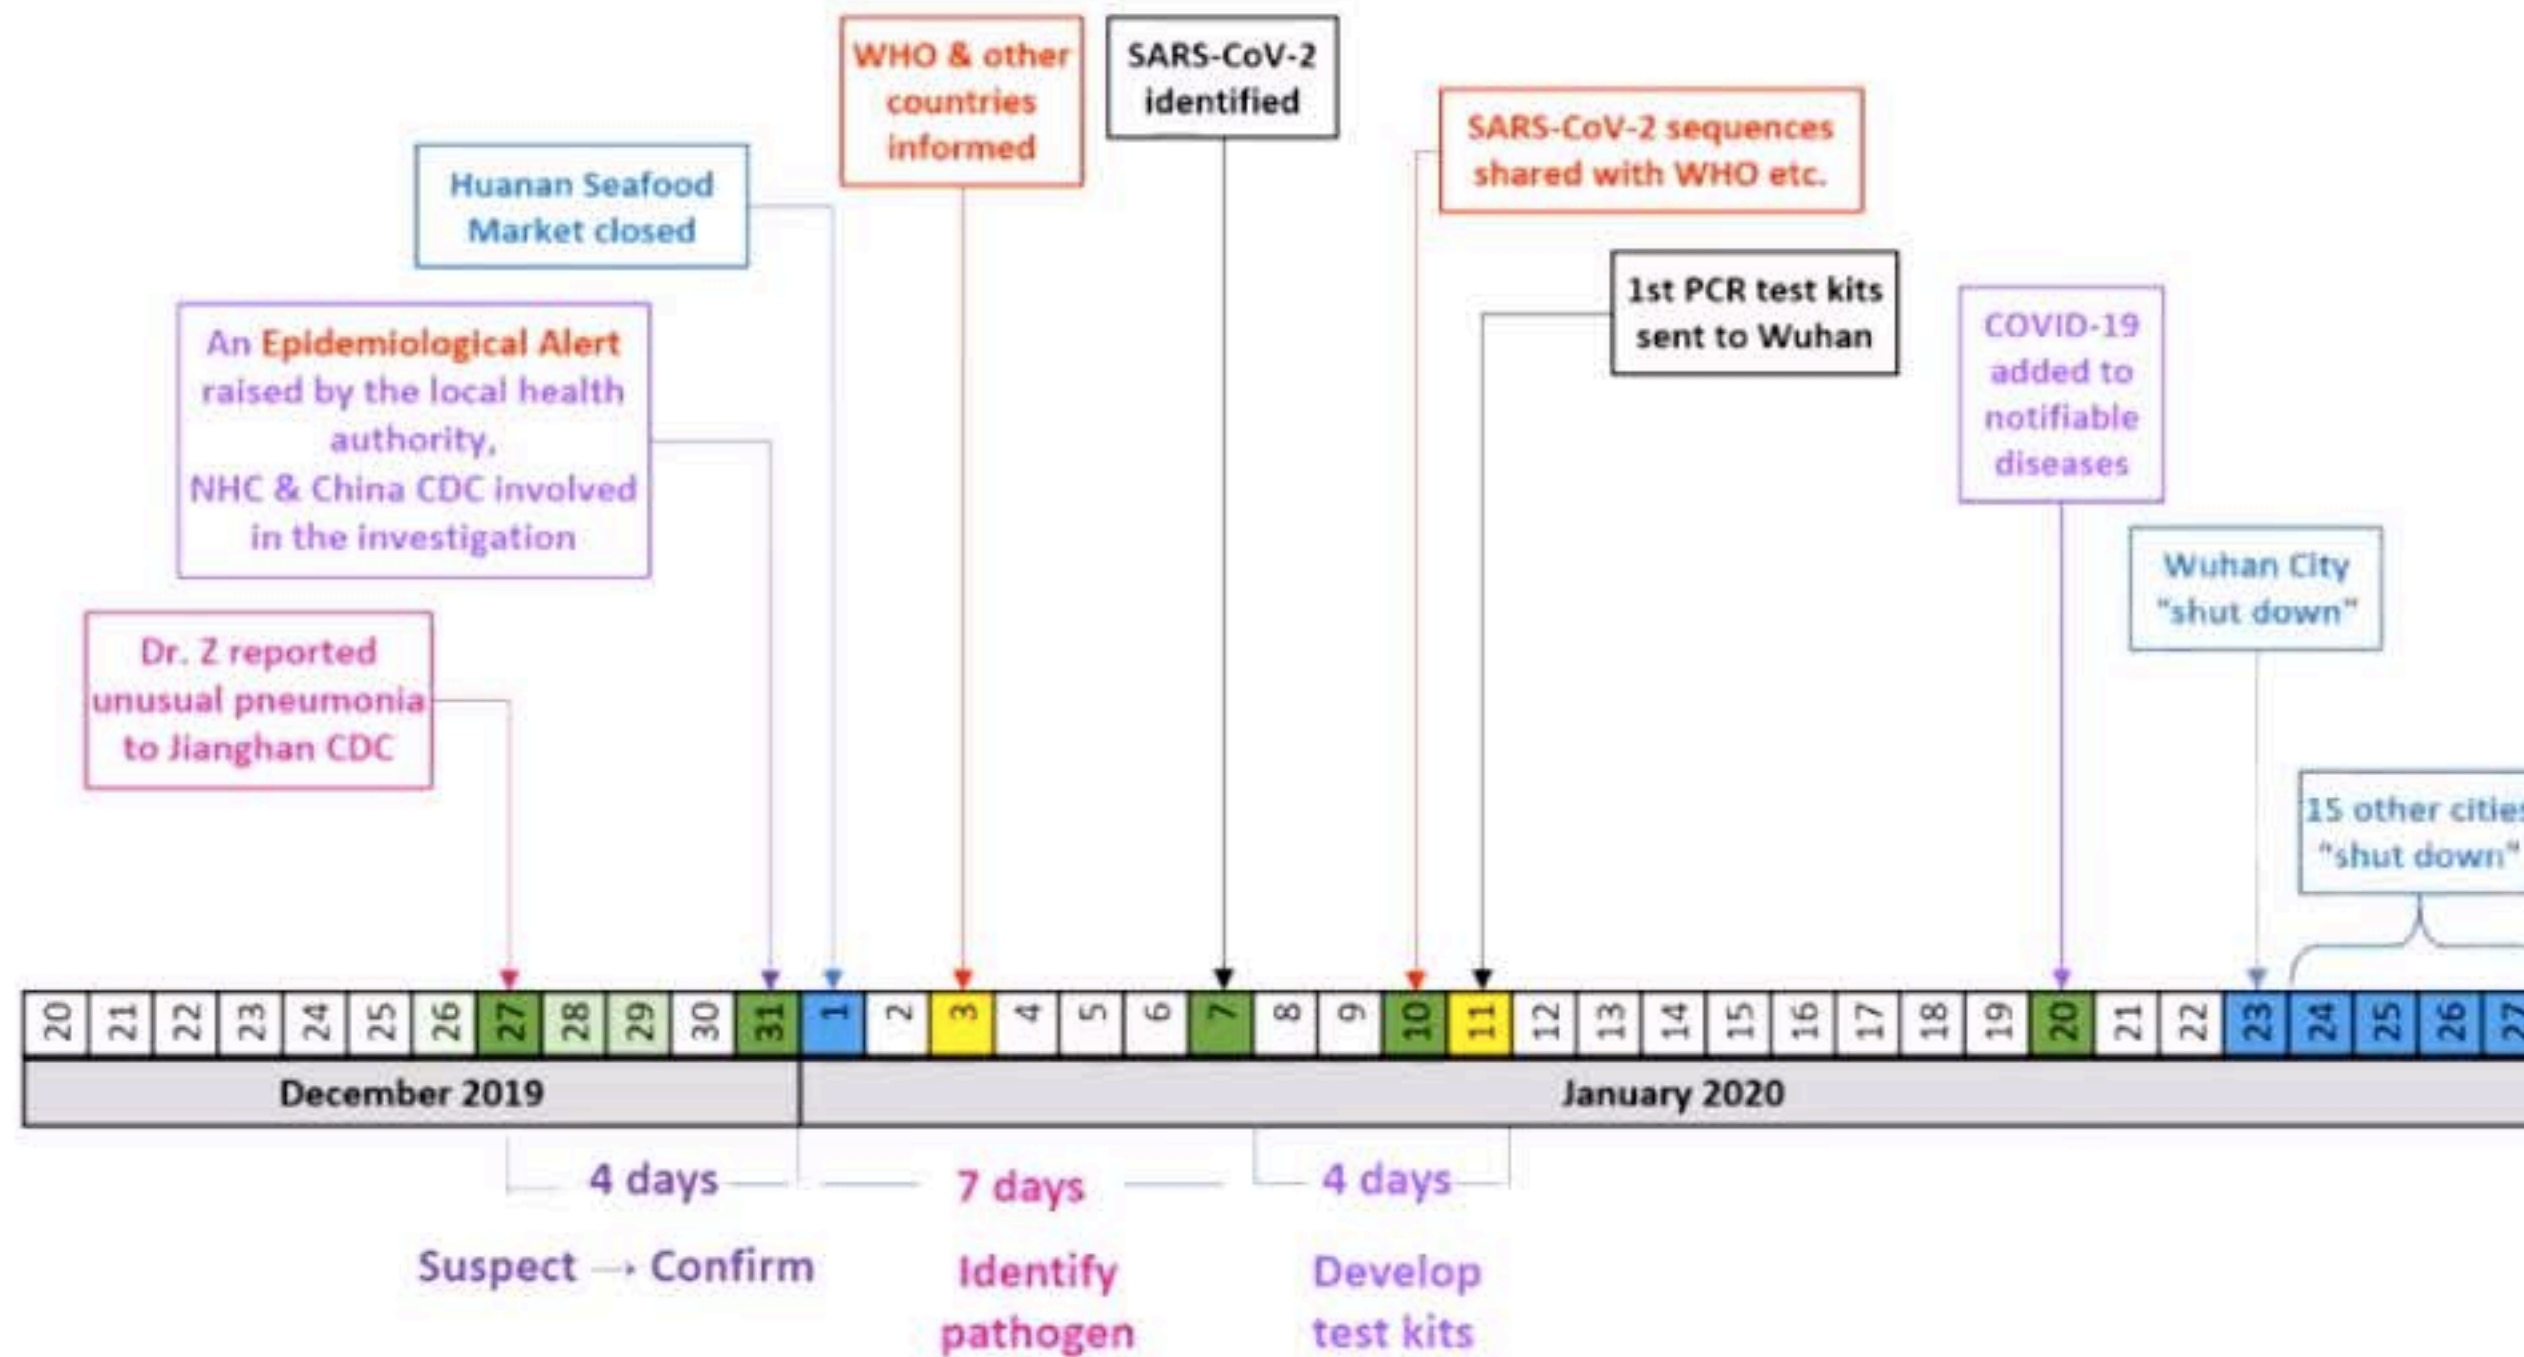 WHO & other
countries
informed
SARS-CoV-2
identified
SARS-CoV-2 sequences
shared with WHO etc.
Huanan Seafood
Market closed
1st PCR test kits
sent to Wuhan
COVID-19
added to
notifiable
diseases
An Epidemiological Alert
raised by the local health
authority,
NHC & China CDC involved
in the investigation
Wuhan City
"shut down"
Dr. Z reported
unusual pneumonia
to Jianghan CDC
15 other cities
"shut down"
20 21 22 23 24 25 26 27 28 29 30 31 1 2 3 4 5 6 7 8 9 10 11 12 13 14 15 16 17 18 19 20 21 22 23 24 25 26 27
December 2019 January 2020
4 days 7 days 4 days
Suspect → Confirm
Identify
pathogen
Develop
test kits